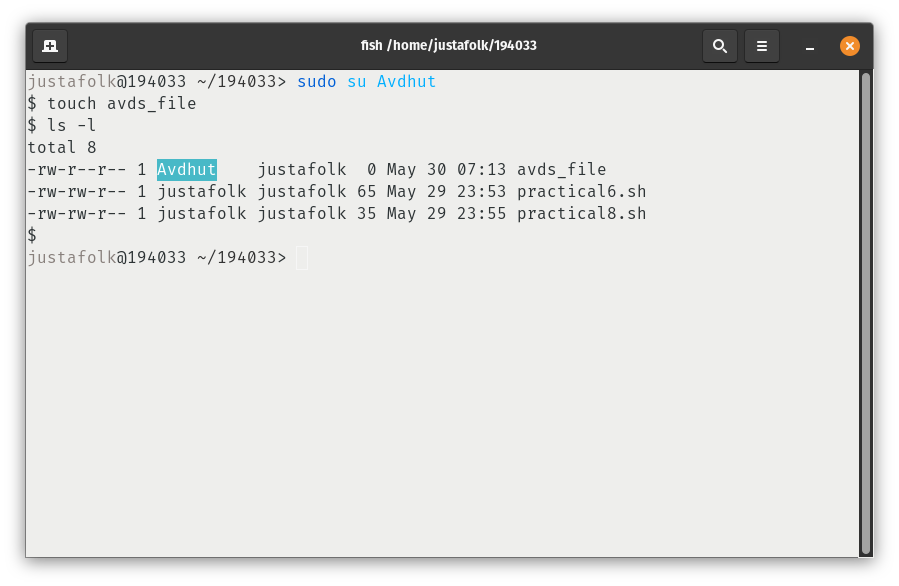 fish /home/justafolk/194033
justafolk@194033 ~/194033> sudo su Avdhut
$ touch avds_file
$ ls -l
total 8
-rw-r--r-- 1 Avdhut    justafolk  0 May 30 07:13 avds_file
-rw-rw-r-- 1 justafolk justafolk 65 May 29 23:53 practical6.sh
-rw-rw-r-- 1 justafolk justafolk 35 May 29 23:55 practical8.sh
$
justafolk@194033 ~/194033>